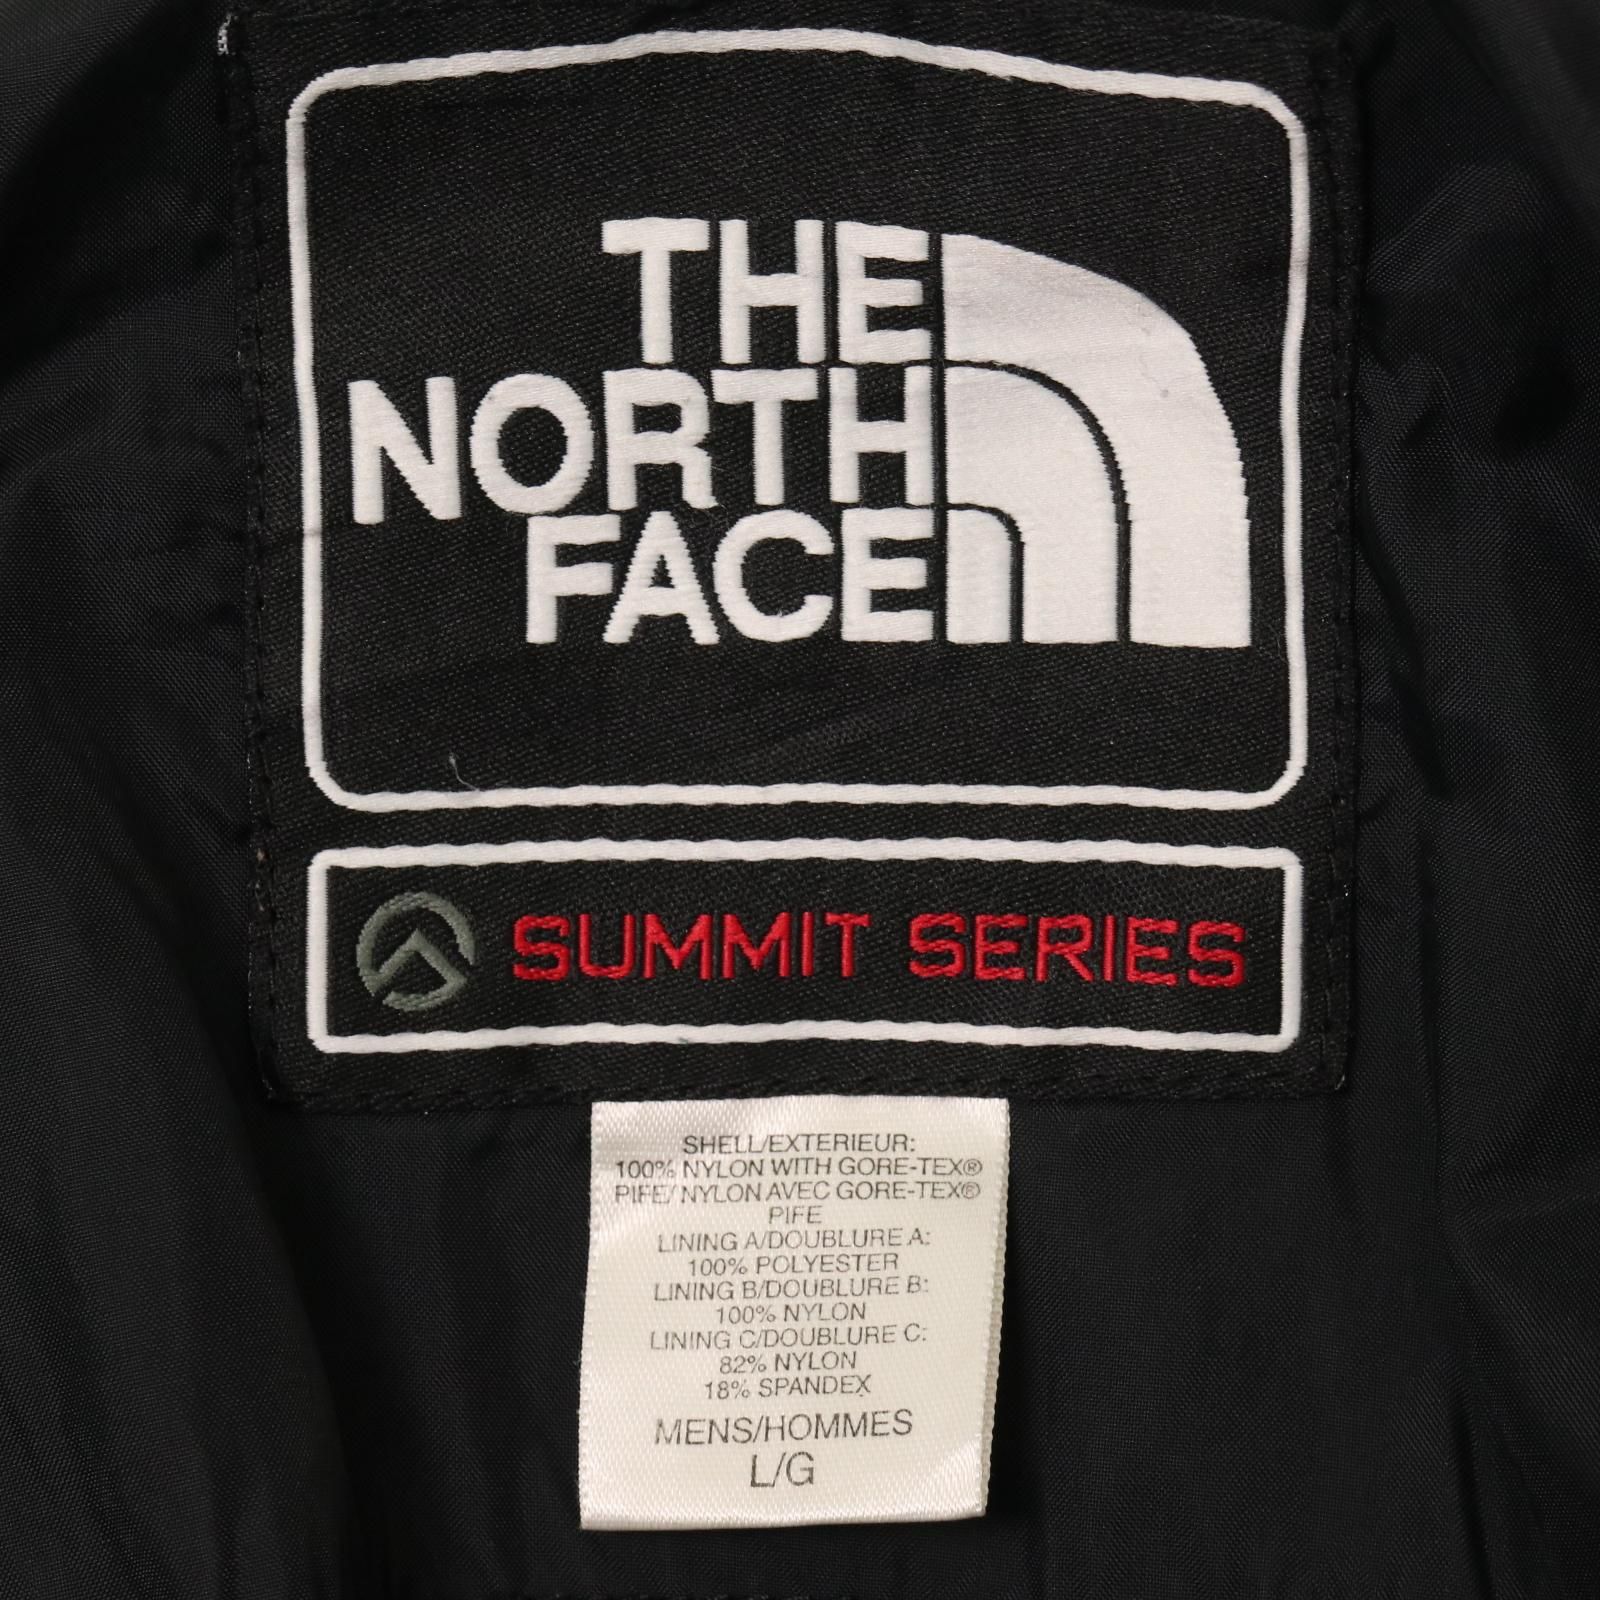 THE
NORTH
FACE
SUMMIT SERIES
SHELL/EXTERIEUR:
100% NYLON WITH GORE-TEX®
PIFE/ NYLON AVEC GORE-TEX®
PIFE
LINING A/DOUBLURE A:
100% POLYESTER
LINING B/DOUBLURE B:
100% NYLON
LINING C/DOUBLURE C:
82% NYLON
18% SPANDEX
MENS/HOMMES
L/G